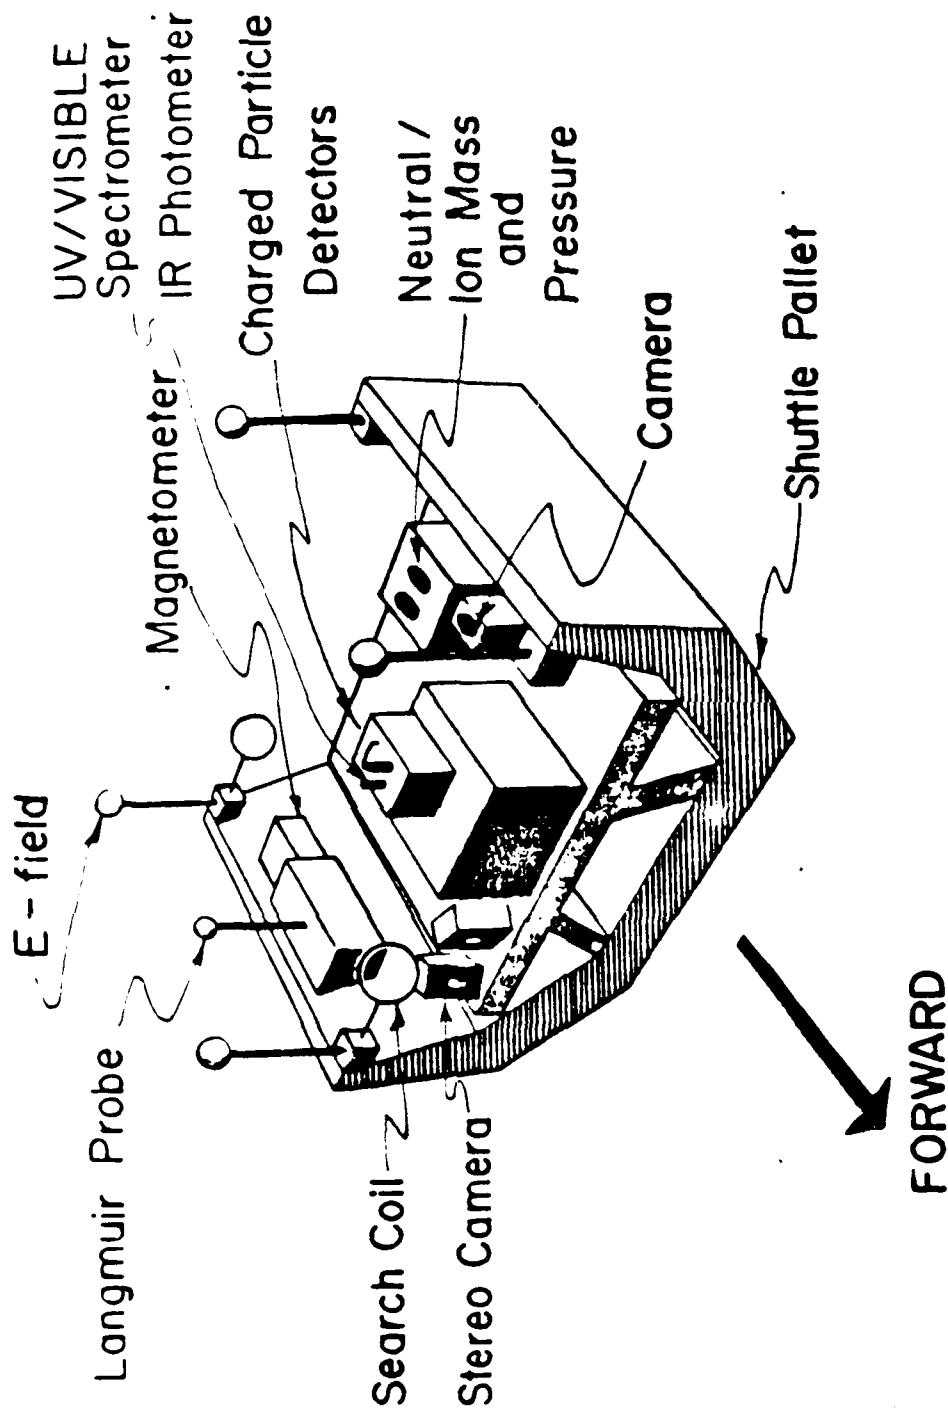 E-field
Langmuir Probe
Search Coil
Stereo Camera
UV/VISIBLE
Spectrometer
IR Photometer
Magnetometer
Charged Particle
Detectors
Neutral/
Ion Mass
and
Pressure
Camera
Shuttle Pallet
FORWARD